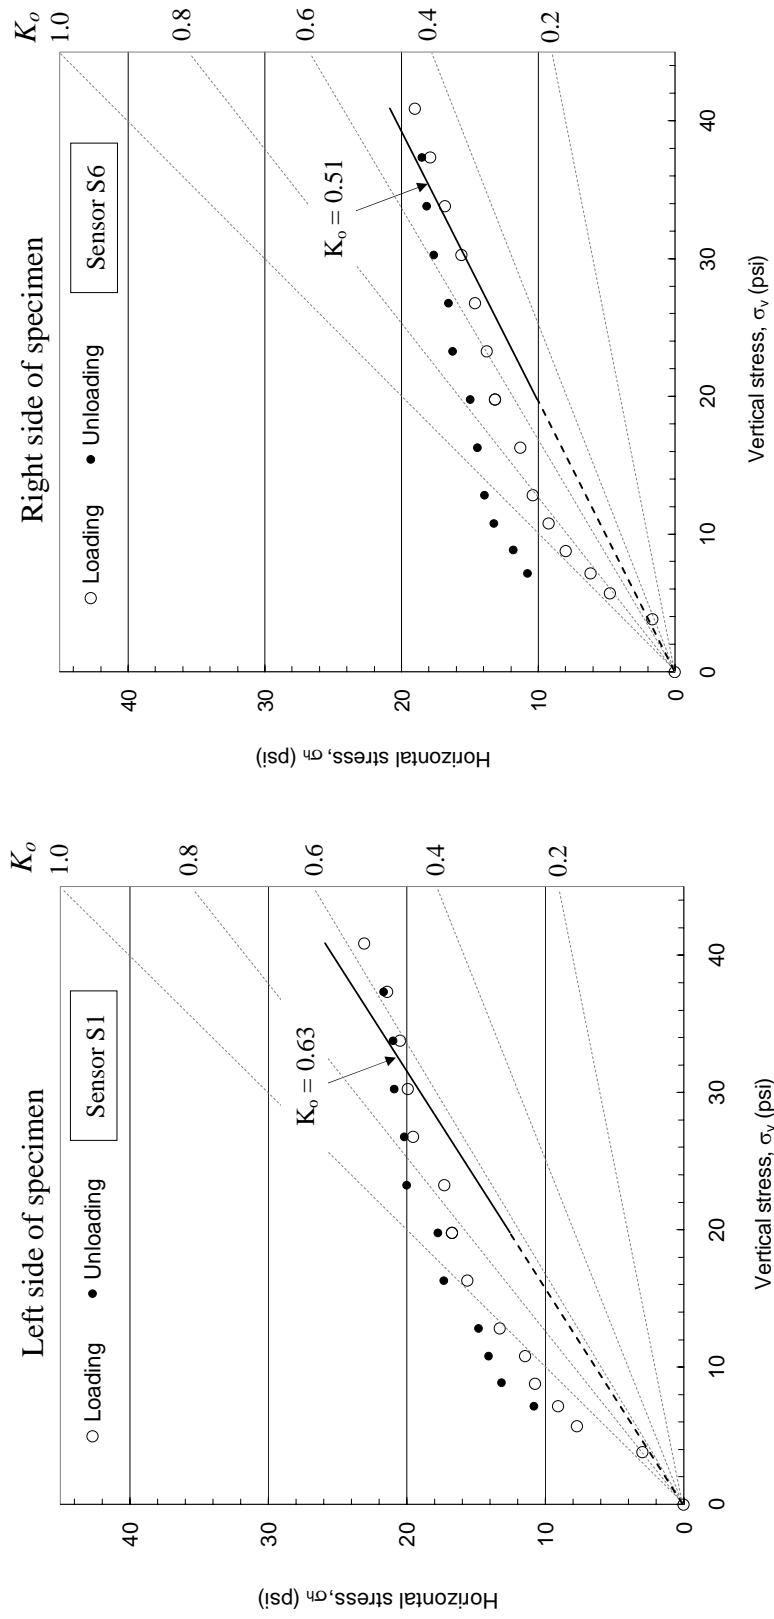 Left side of specimen
Loading
Unloading
Sensor S1
K_o
1.0
0.8
0.6
0.4
0.2
K_o = 0.63
40
30
20
10
0
Horizontal stress, σ_h (psi)
0
10
20
30
40
Vertical stress, σ_v (psi)
Right side of specimen
Loading
Unloading
Sensor S6
K_o
1.0
0.8
0.6
0.4
0.2
K_o = 0.51
40
30
20
10
0
Horizontal stress, σ_h (psi)
0
10
20
30
40
Vertical stress, σ_v (psi)